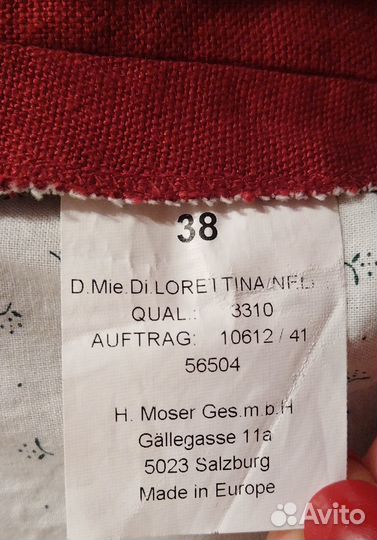 38
D.Mie.Di.LORETTINA
QUAL.: 3310
AUFTRAG: 10612 / 41
56504
H. Moser Ges.m.b.H
Gällegasse 11a
5023 Salzburg
Made in Europe
Avito